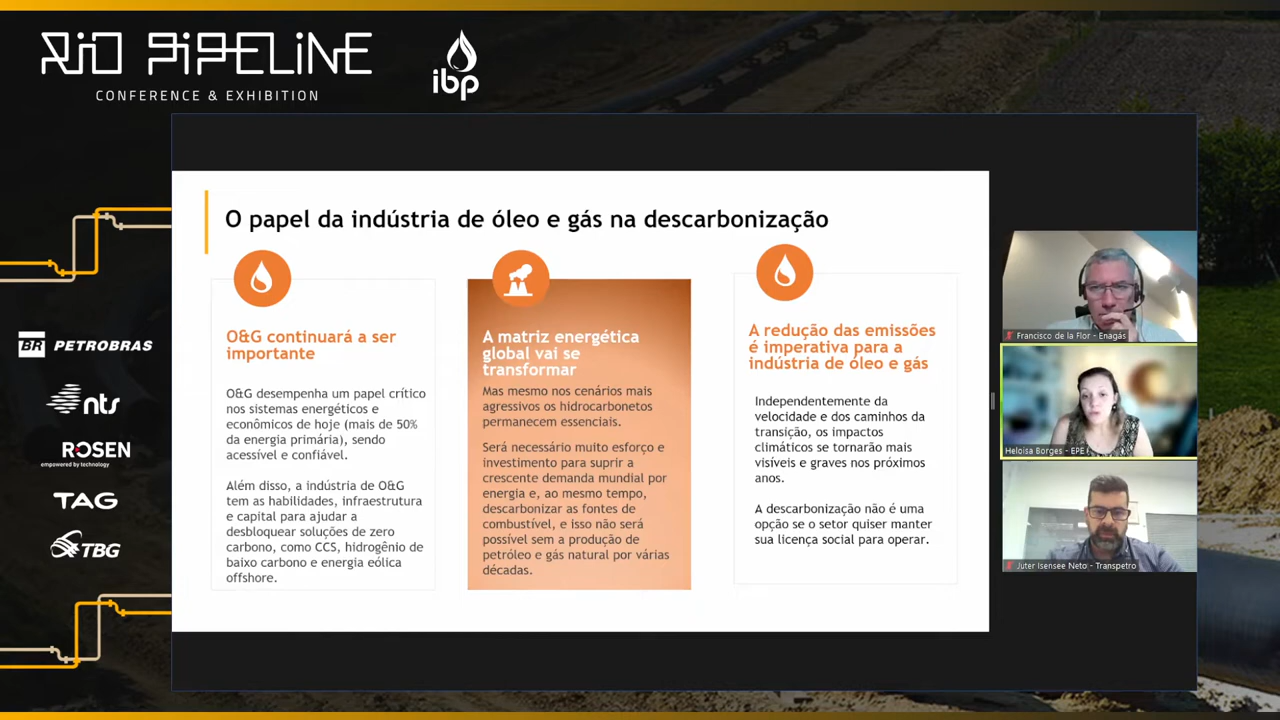 RIO PIPELINE
CONFERENCE & EXHIBITION
ibp
O papel da indústria de óleo e gás na descarbonização
O&G continuará a ser
importante
O&G desempenha um papel crítico
nos sistemas energéticos e
econômicos de hoje (mais de 50%
da energia primária), sendo
acessível e confiável.
Além disso, a indústria de O&G
tem as habilidades, infraestrutura
e capital para ajudar a
desbloquear soluções de zero
carbono, como CCS, hidrogênio de
baixo carbono e energia eólica
offshore.
A matriz energética
global vai se
transformar
Mas mesmo nos cenários mais
agressivos os hidrocarbonetos
permanecem essenciais.
Será necessário muito esforço e
investimento para suprir a
crescente demanda mundial por
energia e, ao mesmo tempo,
descarbonizar as fontes de
combustível, e isso não será
possível sem a produção de
petróleo e gás natural por várias
décadas.
A redução das emissões
é imperativa para a
indústria de óleo e gás
Independentemente da
velocidade e dos caminhos da
transição, os impactos
climáticos se tornarão mais
visíveis e graves nos próximos
anos.
A descarbonização não é uma
opção se o setor quiser manter
sua licença social para operar.
Francisco de la Flor - Enagás
Heloisa Borges - EPE
Juter Isensee Neto - Transpetro
BR PETROBRAS
nts
ROSEN
empowered by technology
TAG
TBG